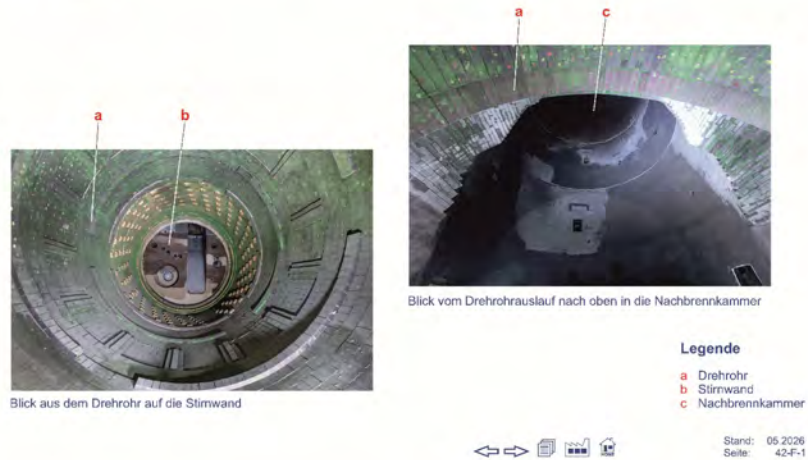 a
c
a
b
Blick vom Drehrohrauslauf nach oben in die Nachbrennkammer
Blick aus dem Drehrohr auf die Stirnwand
Legende
a Drehrohr
b Stirnwand
c Nachbrennkammer
Stand: 05.2026
Seite: 42-F-1